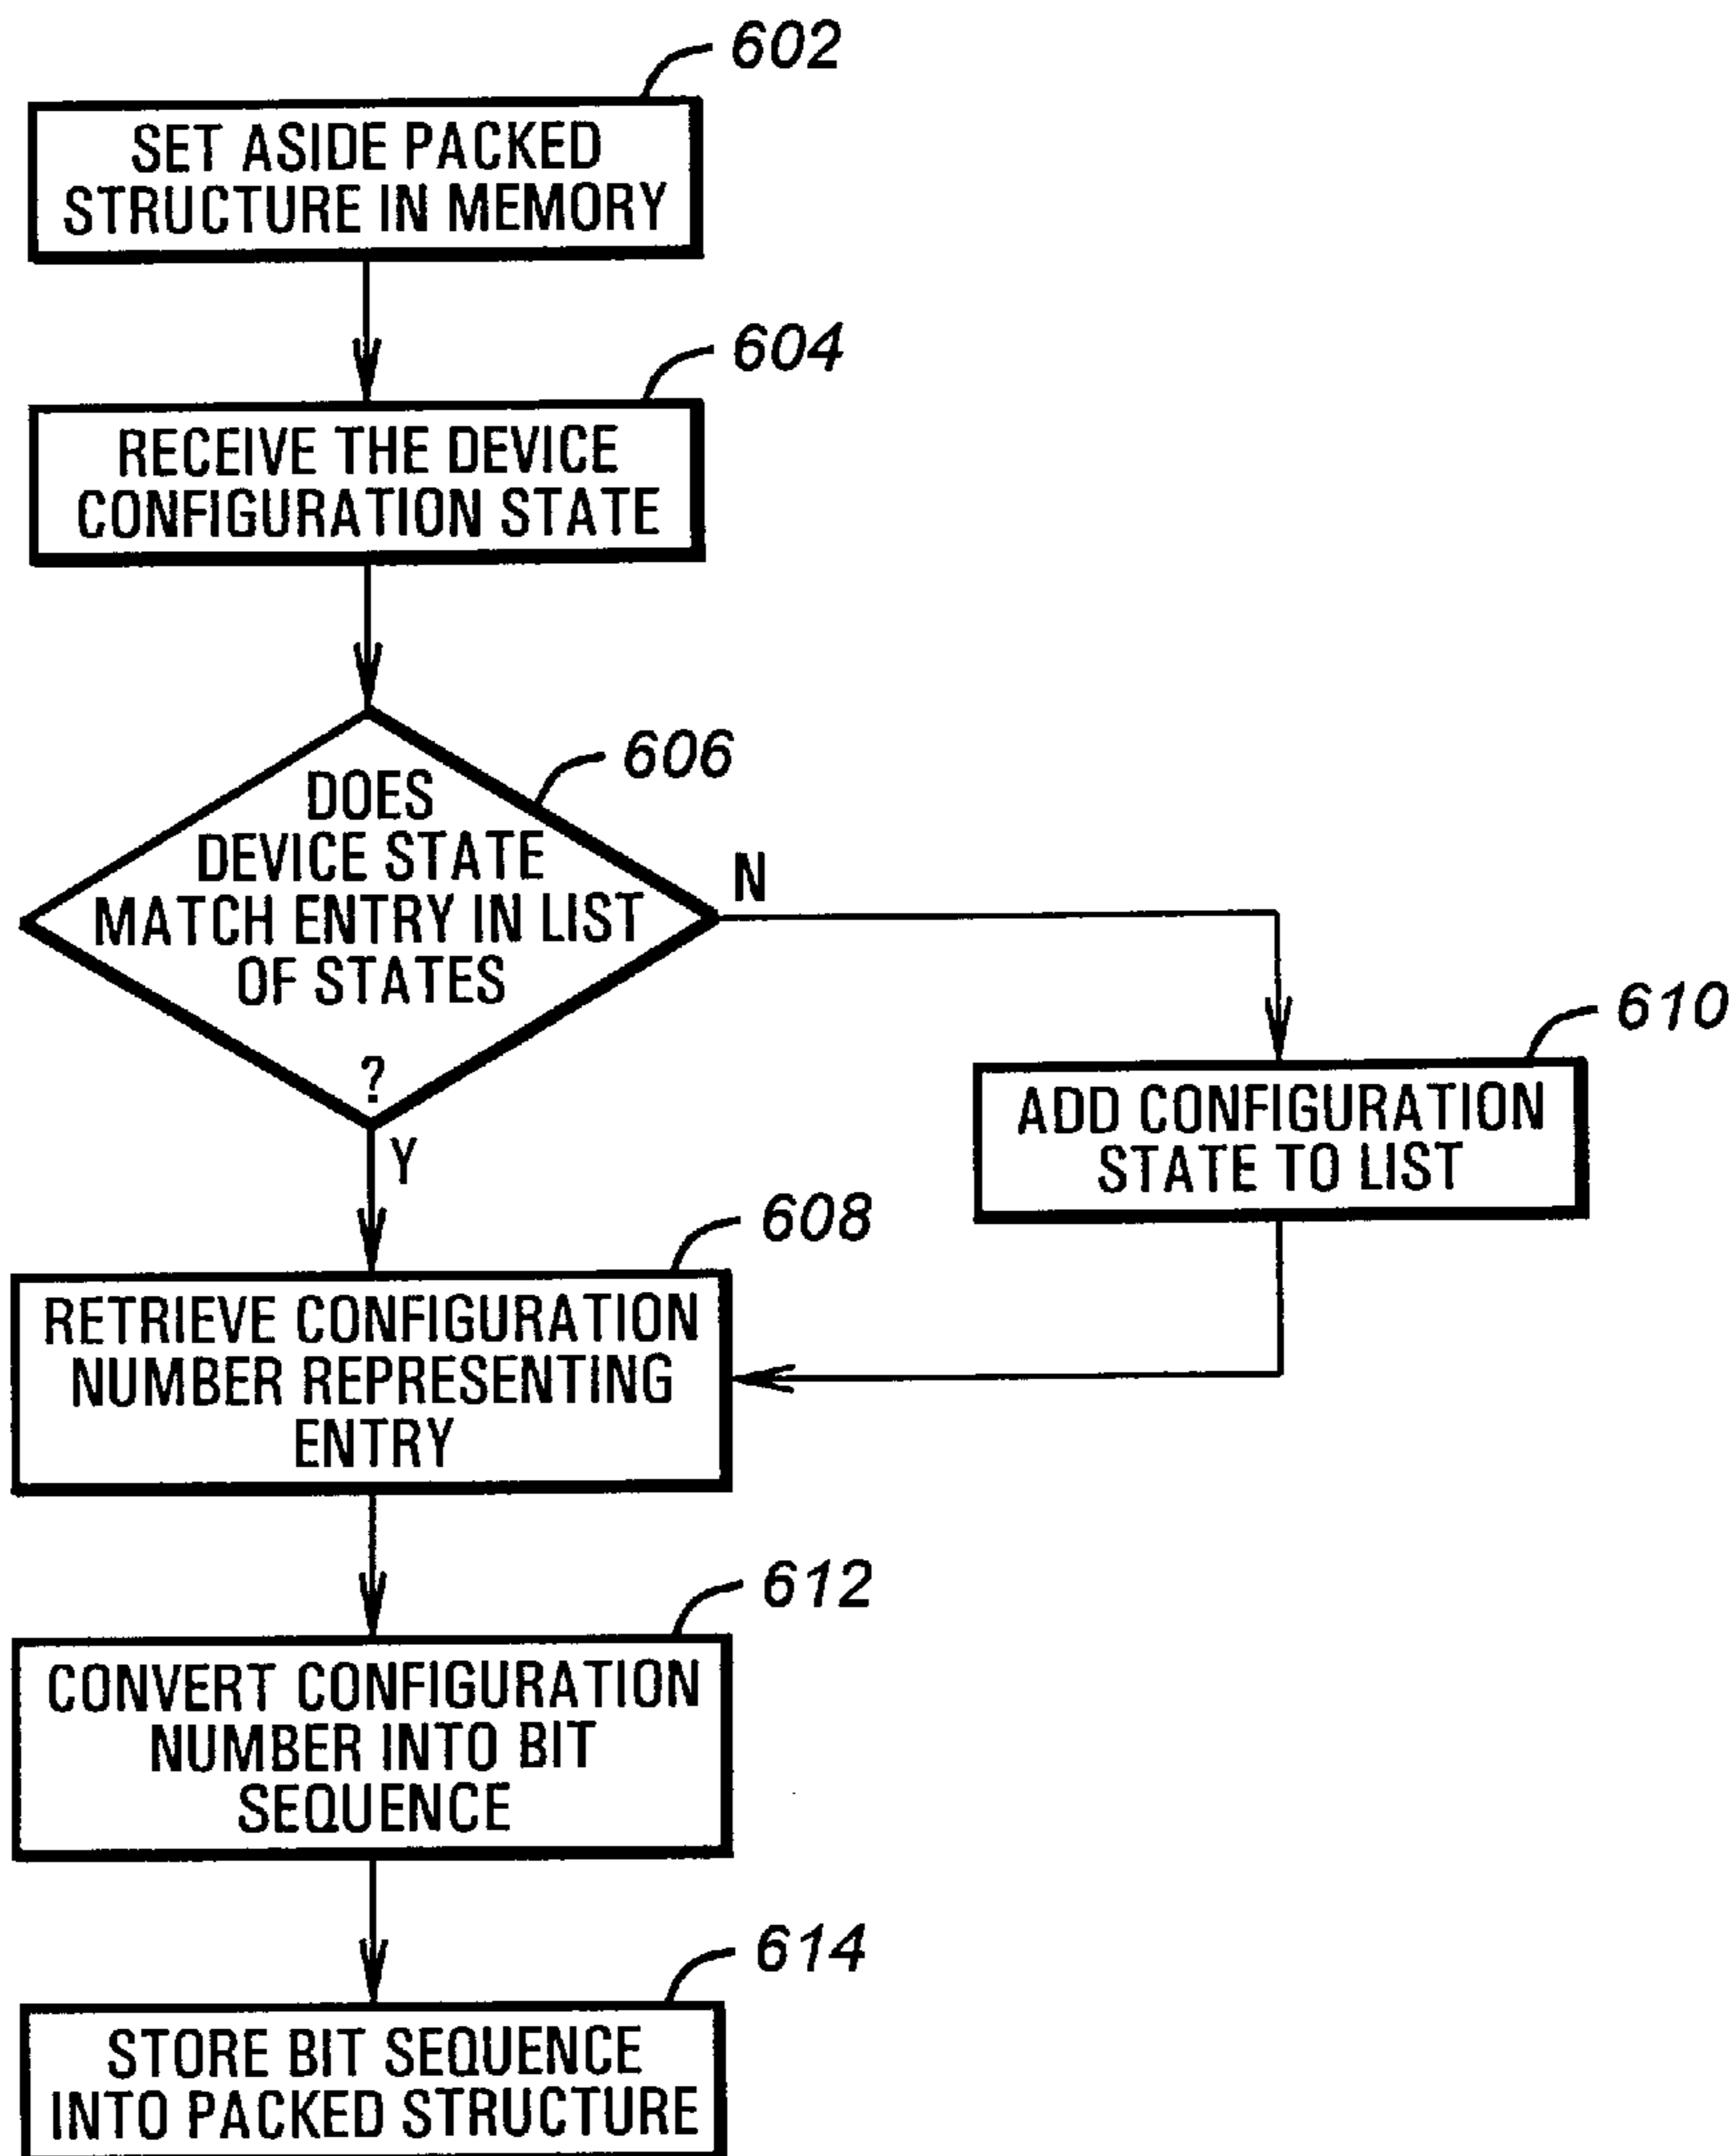 602
SET ASIDE PACKED
STRUCTURE IN MEMORY
604
RECEIVE THE DEVICE
CONFIGURATION STATE
606
DOES
DEVICE STATE
MATCH ENTRY IN LIST
OF STATES
?
N
Y
610
ADD CONFIGURATION
STATE TO LIST
608
RETRIEVE CONFIGURATION
NUMBER REPRESENTING
ENTRY
612
CONVERT CONFIGURATION
NUMBER INTO BIT
SEQUENCE
614
STORE BIT SEQUENCE
INTO PACKED STRUCTURE